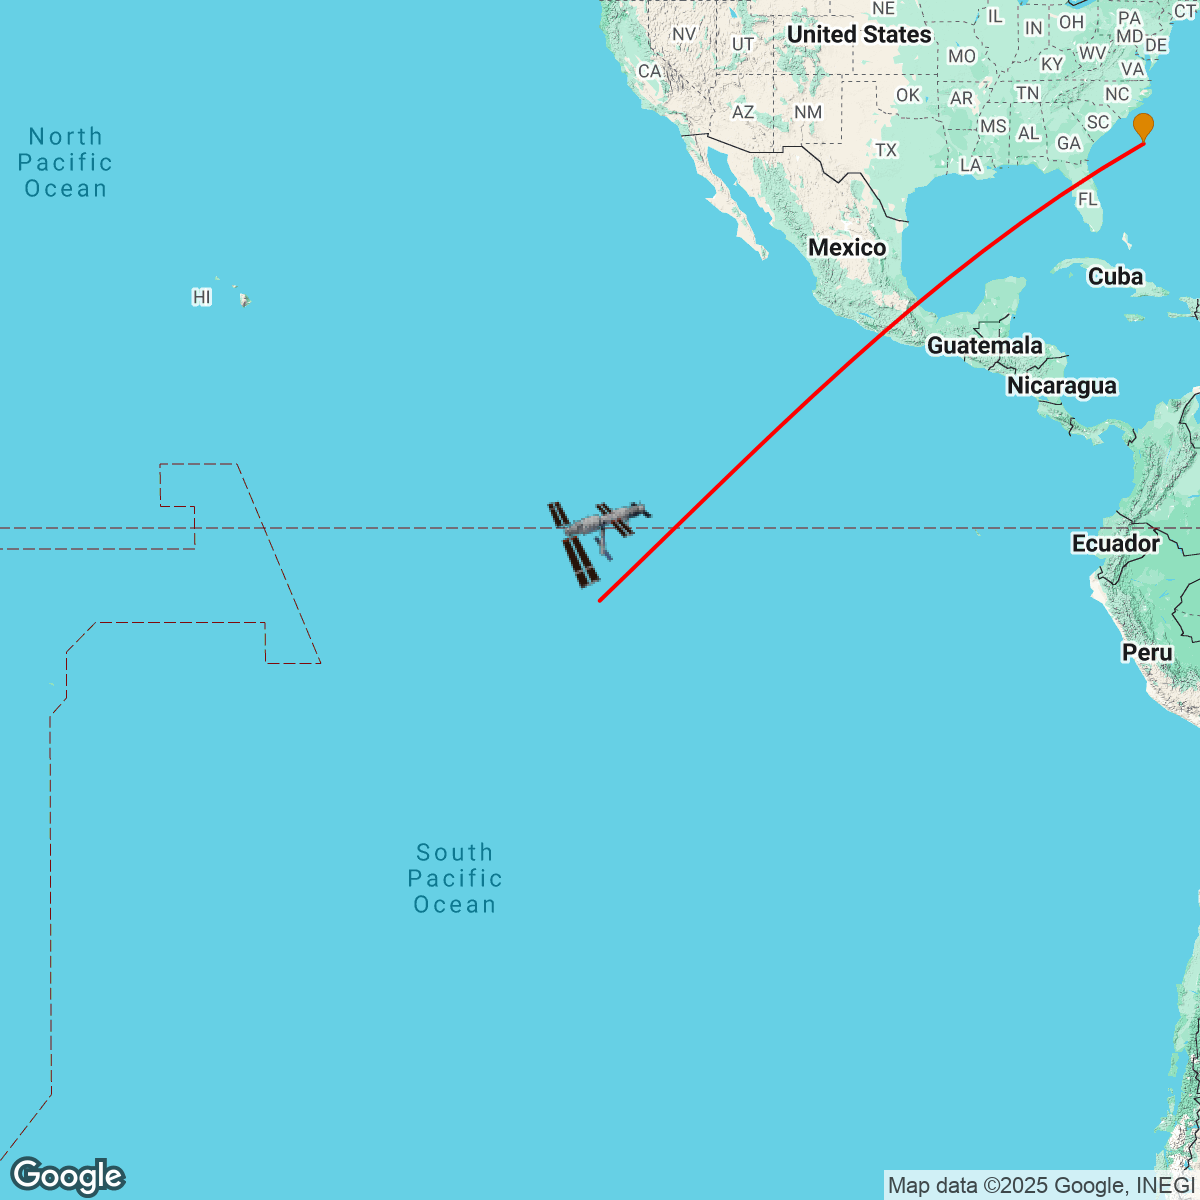 NE
IL
IN
OH
PA
CT
NV
UT
United States
MD
DE
CA
MO
KY
WV
VA
AZ
NM
OK
AR
TN
NC
SC
MS
AL
GA
TX
LA
FL
North
Pacific
Ocean
Mexico
HI
Cuba
Guatemala
Nicaragua
Ecuador
Peru
South
Pacific
Ocean
Google
Map data ©2025 Google, INEGI